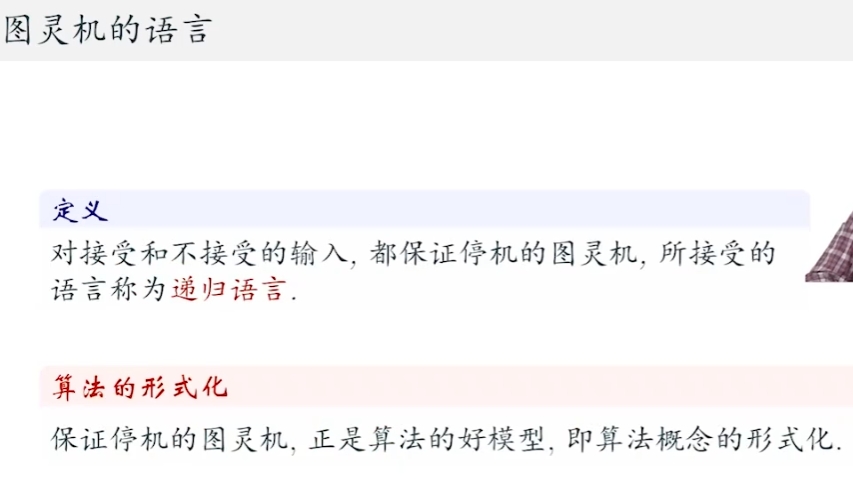 图灵机的语言
定义
对接受和不接受的输入, 都保证停机的图灵机, 所接受的
语言称为递归语言.
算法的形式化
保证停机的图灵机, 正是算法的好模型, 即算法概念的形式化.